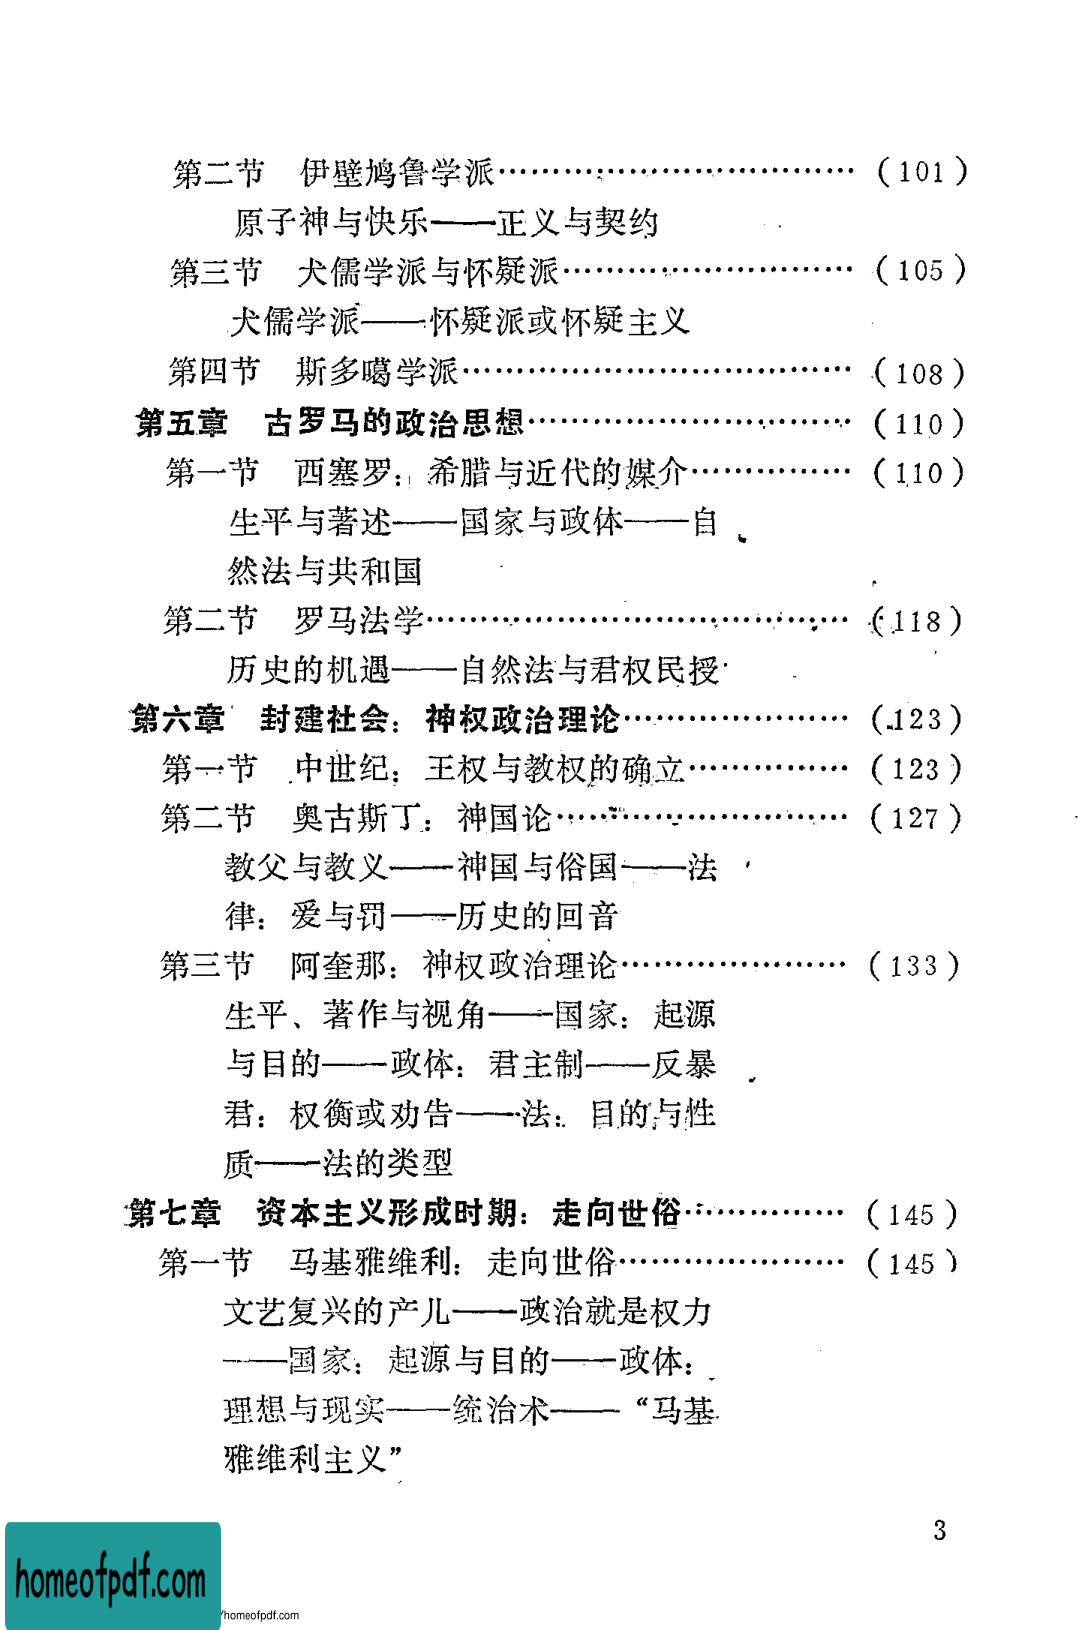 第二节　伊壁鸠鲁学派………………………………（101）
原子神与快乐——正义与契约
第三节　犬儒学派与怀疑派…………………………（105）
犬儒学派——怀疑派或怀疑主义
第四节　斯多噶学派…………………………………（108）
第五章　古罗马的政治思想……………………………（110）
第一节　西塞罗：希腊与近代的媒介……………（110）
生平与著述——国家与政体——自
然法与共和国
第二节　罗马法学……………………………………（118）
历史的机遇——自然法与君权民授
第六章　封建社会：神权政治理论…………………（123）
第一节　中世纪：王权与教权的确立……………（123）
第二节　奥古斯丁：神国论…………………………（127）
教父与教义——神国与俗国——法
律：爱与罚——历史的回音
第三节　阿奎那：神权政治理论…………………（133）
生平、著作与视角——国家：起源
与目的——政体：君主制——反暴
君：权衡或劝告——法：目的与性
质——法的类型
第七章　资本主义形成时期：走向世俗……………（145）
第一节　马基雅维利：走向世俗…………………（145）
文艺复兴的产儿——政治就是权力
——国家：起源与目的——政体：
理想与现实——统治术——“马基
雅维利主义”
3
homeofpdf.com
/homeofpdf.com